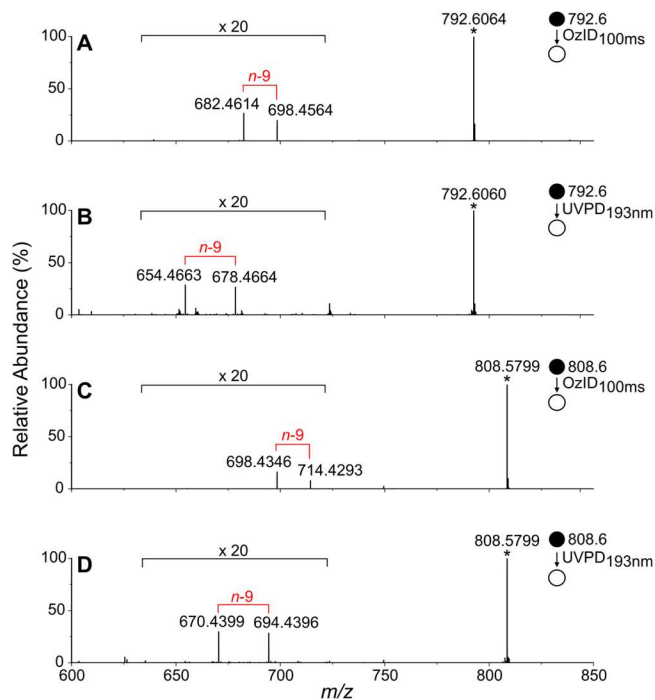 Relative Abundance (%)
A
100
50
0
x 20
n-9
682.4614
698.4564
792.6064
*
792.6
OzID100ms
B
100
50
0
x 20
n-9
654.4663
678.4664
792.6060
*
792.6
UVPD193nm
C
100
50
0
x 20
n-9
698.4346
714.4293
808.5799
*
808.6
OzID100ms
D
100
50
0
x 20
n-9
670.4399
694.4396
808.5799
*
808.6
UVPD193nm
600
650
700
750
800
850
m/z